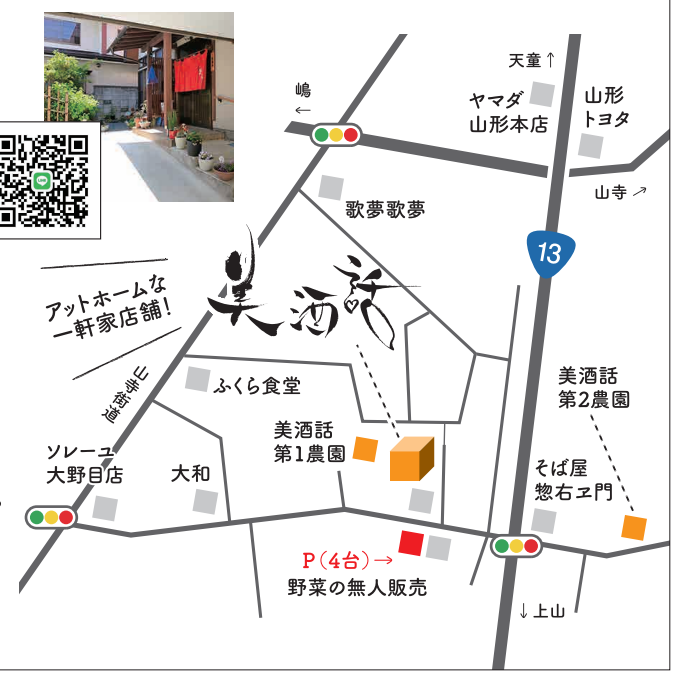 天童↑
嶋
←
ヤマダ
山形本店
山形
トヨタ
山寺↗
歌夢歌夢
13
美酒話
アットホームな
一軒家店舗!
山寺街道
ふくら食堂
美酒話
第2農園
美酒話
第1農園
ソレーユ
大野目店
大和
そば屋
惣右ヱ門
P(4台)→
野菜の無人販売
↓上山